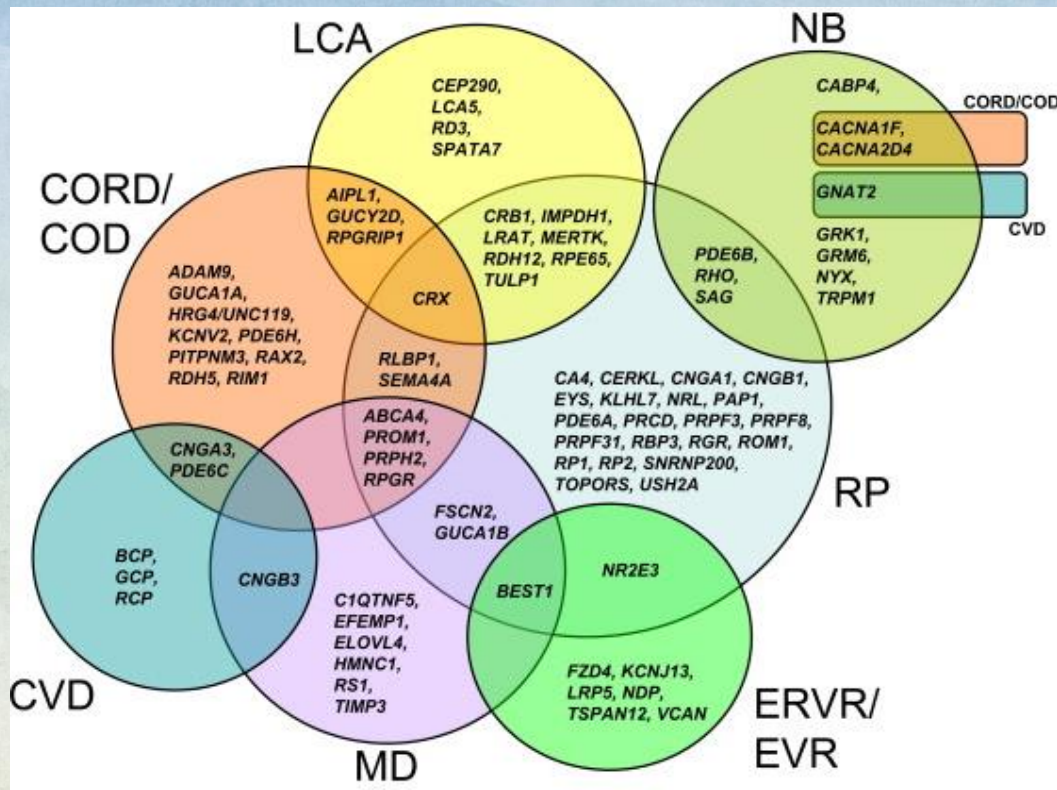 LCA
NB
CEP290,
LCA5,
RD3,
SPATA7
CABP4,
CORD/COD
CACNA1F,
CACNA2D4
GNAT2
CVD
GRK1,
GRM6,
NYX,
TRPM1
PDE6B,
RHO,
SAG
CORD/
COD
AIPL1,
GUCY2D,
RPGRIP1
CRB1, IMPDH1,
LRAT, MERTK,
RDH12, RPE65,
TULP1
ADAM9,
GUCA1A,
HRG4/UNC119,
KCNV2, PDE6H,
PITPNM3, RAX2,
RDH5, RIM1
CRX
RLBP1,
SEMA4A
CA4, CERKL, CNGA1, CNGB1,
EYS, KLHL7, NRL, PAP1,
PDE6A, PRCD, PRPF3, PRPF8,
PRPF31, RBP3, RGR, ROM1,
RP1, RP2, SNRNP200,
TOPORS, USH2A
RP
ABCA4,
PROM1,
PRPH2,
RPGR
CNGA3,
PDE6C
FSCN2,
GUCA1B
BCP,
GCP,
RCP
CNGB3
BEST1
NR2E3
C1QTNF5,
EFEMP1,
ELOVL4,
HMNC1,
RS1,
TIMP3
FZD4, KCNJ13,
LRP5, NDP,
TSPAN12, VCAN
CVD
MD
ERVR/
EVR